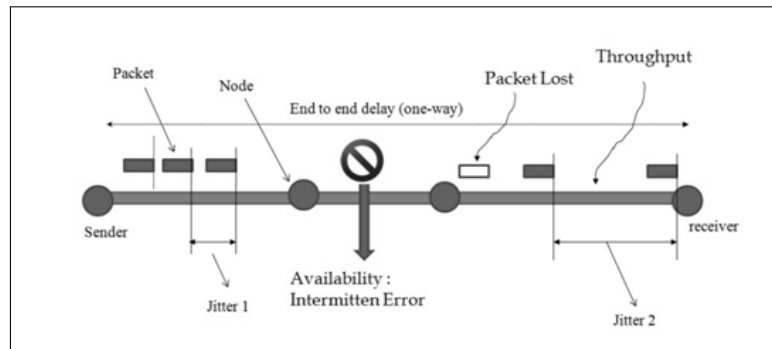 Packet
Node
Packet Lost
Throughput
End to end delay (one-way)
Sender
receiver
Jitter 1
Availability :
Intermitten Error
Jitter 2